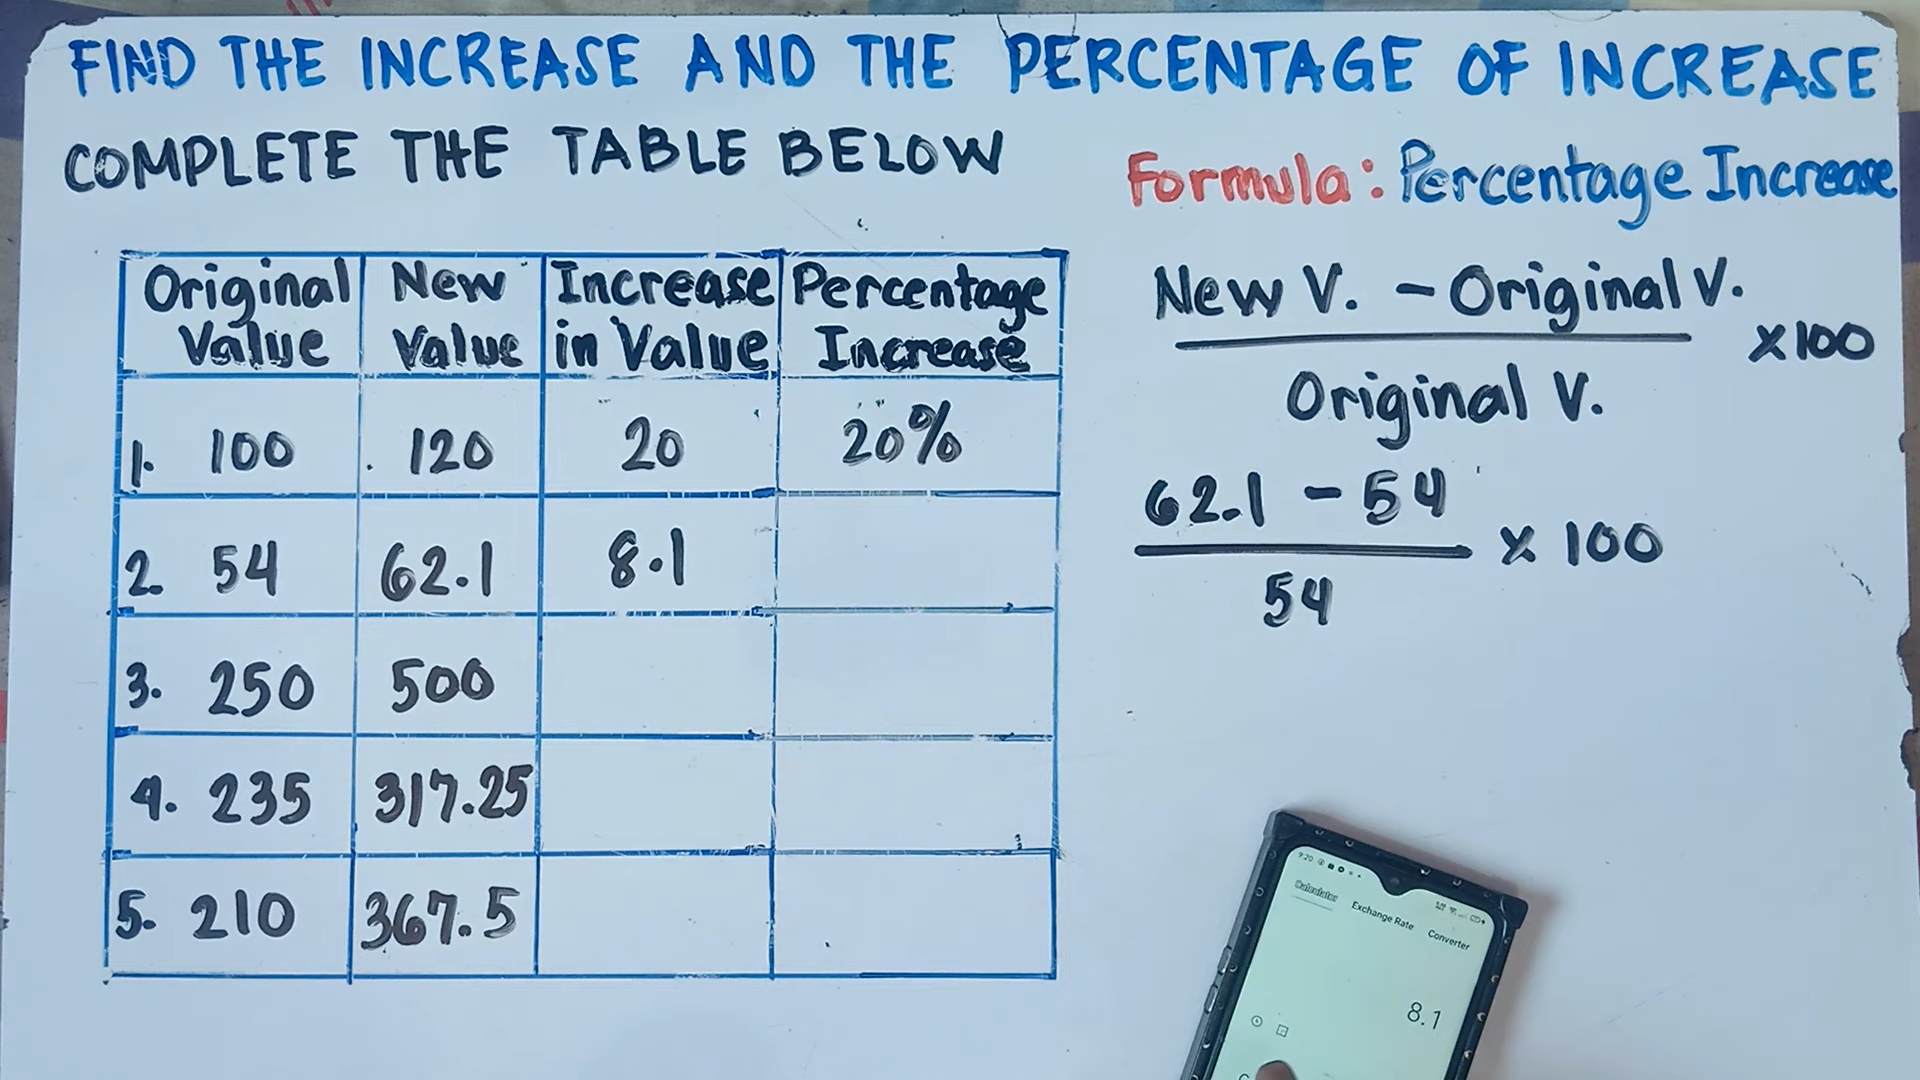 FIND THE INCREASE AND THE PERCENTAGE OF INCREASE
COMPLETE THE TABLE BELOW
Formula: Percentage Increase
New V. - Original V.
x100
Original V.
62.1 - 54
x 100
54
Original Value New Value Increase in Value Percentage Increase
1. 100 120 20 20%
2. 54 62.1 8.1
3. 250 500
4. 235 317.25
5. 210 367.5
9:20
Calculator Exchange Rate Converter
8.1
C